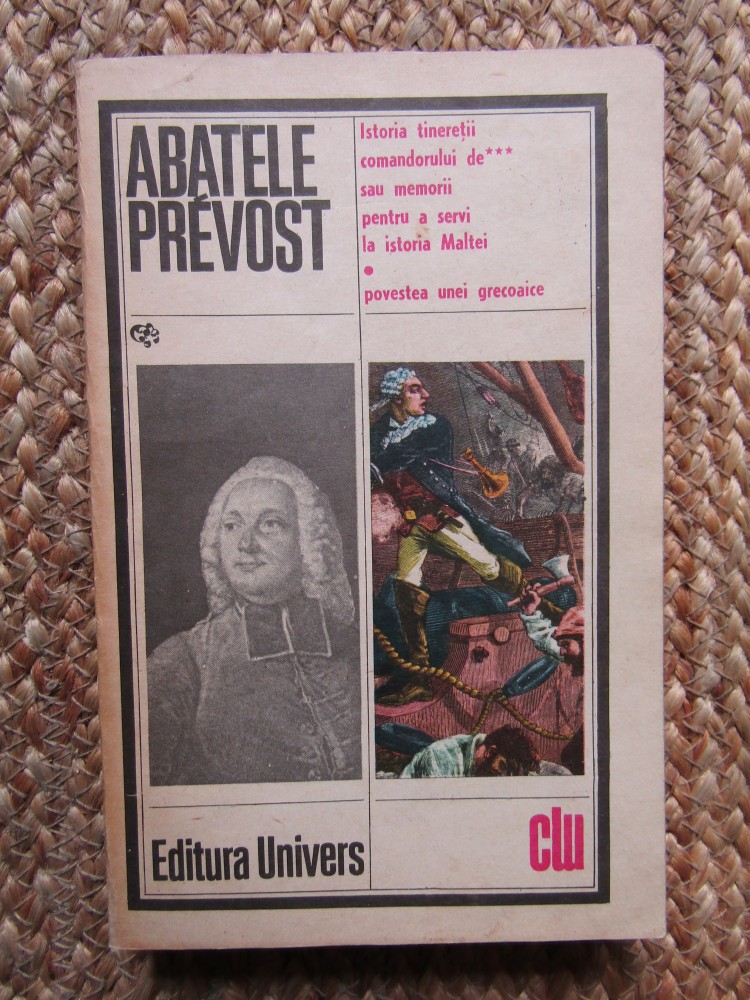 ABATELE
PRÉVOST
Istoria tinereții
comandorului de***
sau memorii
pentru a servi
la istoria Maltei
•
povestea unei grecoaice
Editura Univers
clu